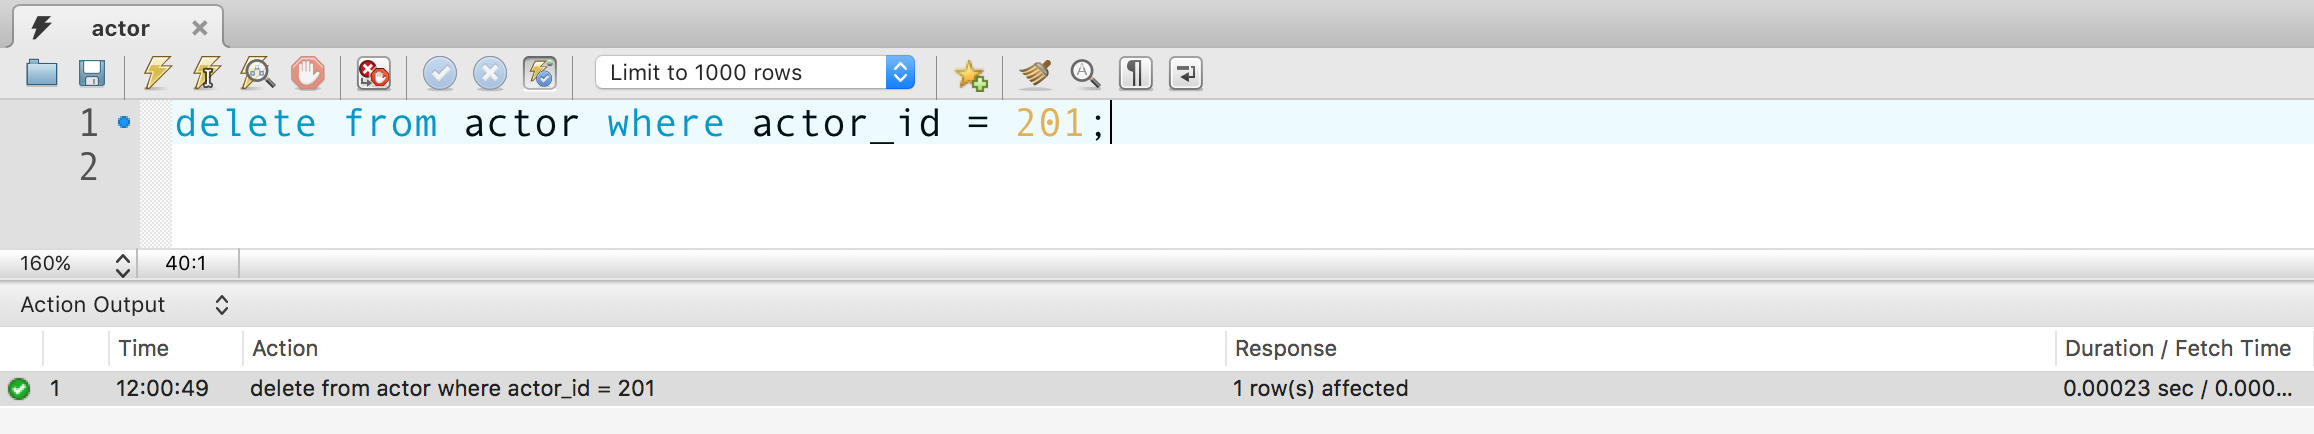 actor
Limit to 1000 rows
1 delete from actor where actor_id = 201;
2
160% 40:1
Action Output
Time Action Response Duration / Fetch Time
1 12:00:49 delete from actor where actor_id = 201 1 row(s) affected 0.00023 sec / 0.000...